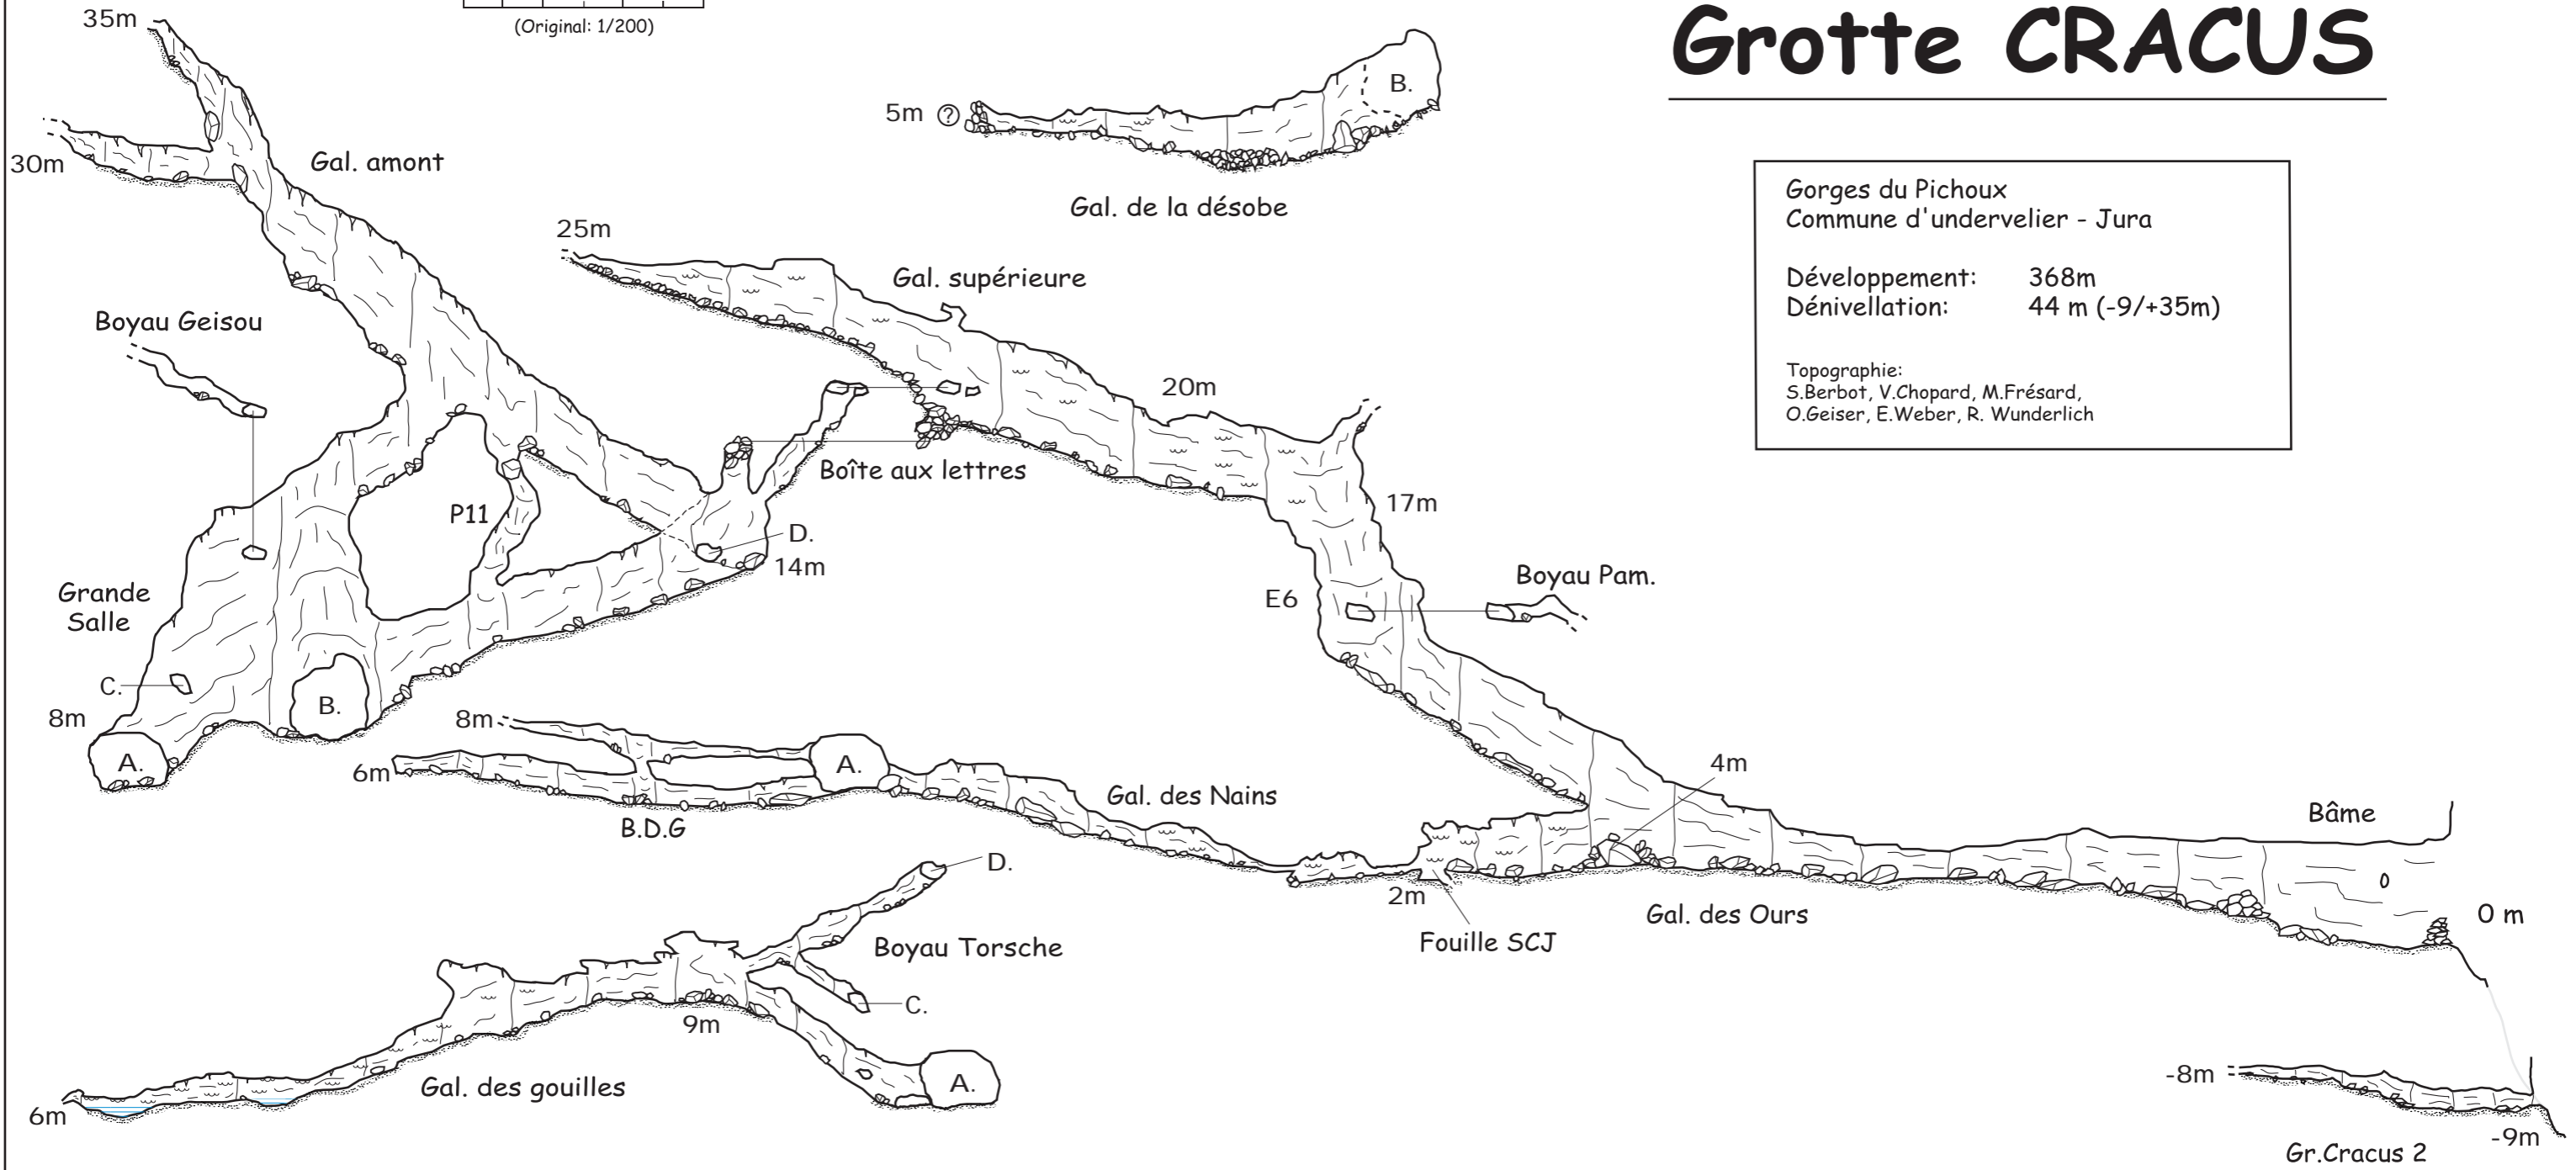 35m
(Original: 1/200)
Grotte CRACUS
5m ?
B.
30m
Gal. amont
Gal. de la désobe
Gorges du Pichoux
Commune d'undervelier - Jura
Développement: 368m
Dénivellation: 44 m (-9/+35m)
Topographie:
S.Berbot, V.Chopard, M.Frésard,
O.Geiser, E.Weber, R. Wunderlich
25m
Gal. supérieure
Boyau Geisou
20m
Boîte aux lettres
P11
17m
D.
14m
Grande
Salle
E6
Boyau Pam.
C.
B.
8m
A.
8m
6m
A.
B.D.G
Gal. des Nains
4m
Bâme
2m
Fouille SCJ
Gal. des Ours
0 m
D.
Boyau Torsche
C.
9m
Gal. des gouilles
A.
6m
-8m
-9m
Gr.Cracus 2